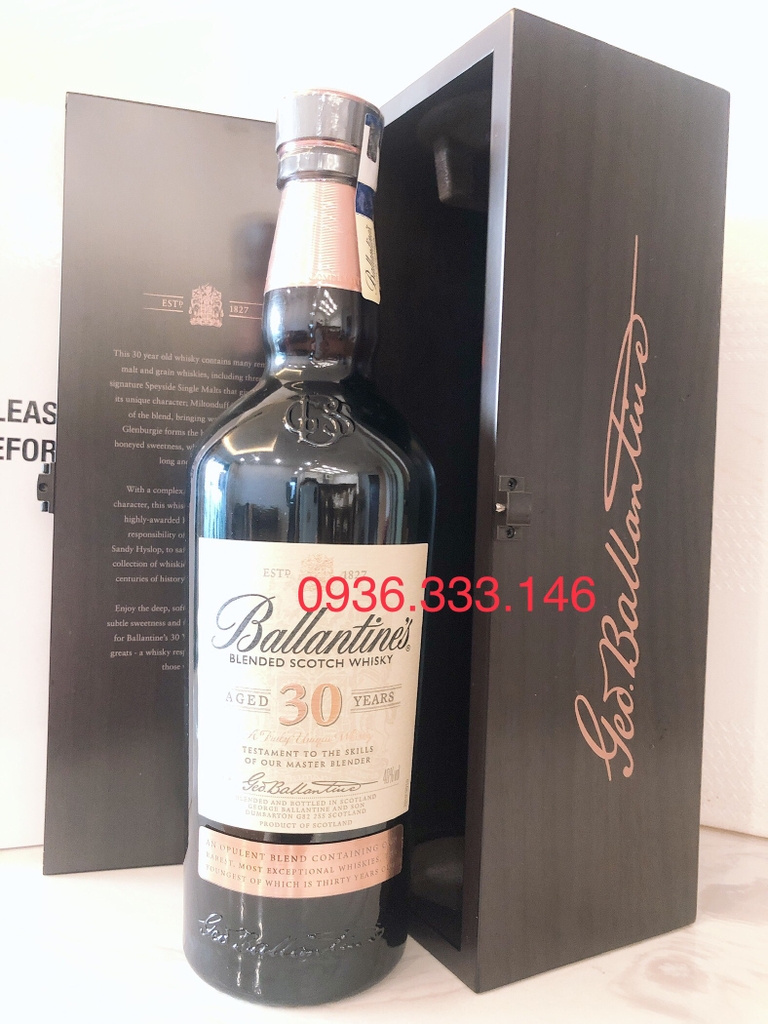 LEAS
EFOR
ESTD 1827
This 30 year old whisky contains many
malt and grain whiskies, including
signature Speyside Single Malts that
its unique character; Miltonduff
of the blend, bringing
Glenburgie forms the
honeyed sweetness,
long
With a complex,
character, this
highly-awarded
responsibility
Sandy Hyslop, to
collection of
centuries of history
Enjoy the deep,
subtle sweetness and
for Ballantine's 30
greats - a whisky
those
Ballantine's
GBS
ESTD 1827
0936.333.146
Ballantine's
BLENDED SCOTCH WHISKY
AGED 30 YEARS
TESTAMENT TO THE SKILLS
OF OUR MASTER BLENDER
Geo. Ballantine
40%vol
BLENDED AND BOTTLED IN SCOTLAND
GEORGE BALLANTINE AND SON
DUMBARTON G82 2SS SCOTLAND
PRODUCT OF SCOTLAND
AN OPULENT BLEND CONTAINING
RAREST, MOST EXCEPTIONAL WHISKIES,
YOUNGEST OF WHICH IS THIRTY YEARS
Geo. Ballantine
Geo. Ballantine